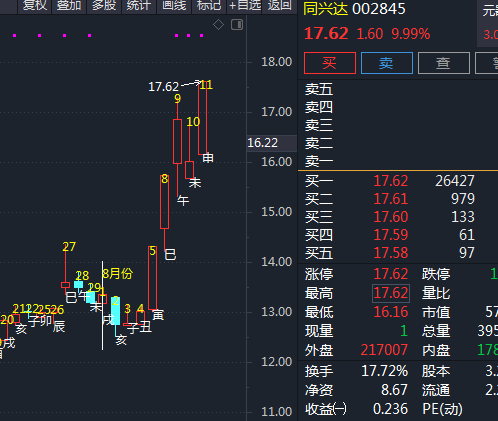 复权 叠加 多股 统计 画线 标记 +自选 返回
同兴达 002845
17.62 1.60 9.99%
3.0
买 卖 查
18.00
17.00
16.22
16.00
15.00
14.00
13.00
12.00
11.00
17.62
11
9
10
申
未
午
8
巳
5
寅
27
28
29
8月份
巳
午
未
戌
2
3
4
亥
子
丑
20
21
22
25
26
戌
亥
子
卯
辰
卖五
卖四
卖三
卖二
卖一
买一 17.62 26427
买二 17.61 979
买三 17.60 133
买四 17.59 61
买五 17.58 97
涨停 17.62 跌停 1
最高 17.62 量比
最低 16.16 市值 57
现量 1 总量 395
外盘 217007 内盘 178
换手 17.72% 股本 3.
净资 8.67 流通 2.
收益㈠ 0.236 PE(动)